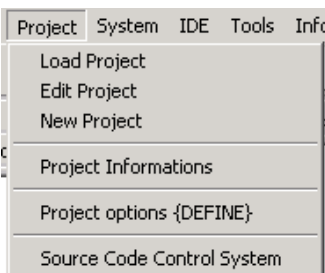 Project System IDE Tools
Load Project
Edit Project
New Project
Project Informations
Project options {DEFINE}
Source Code Control System